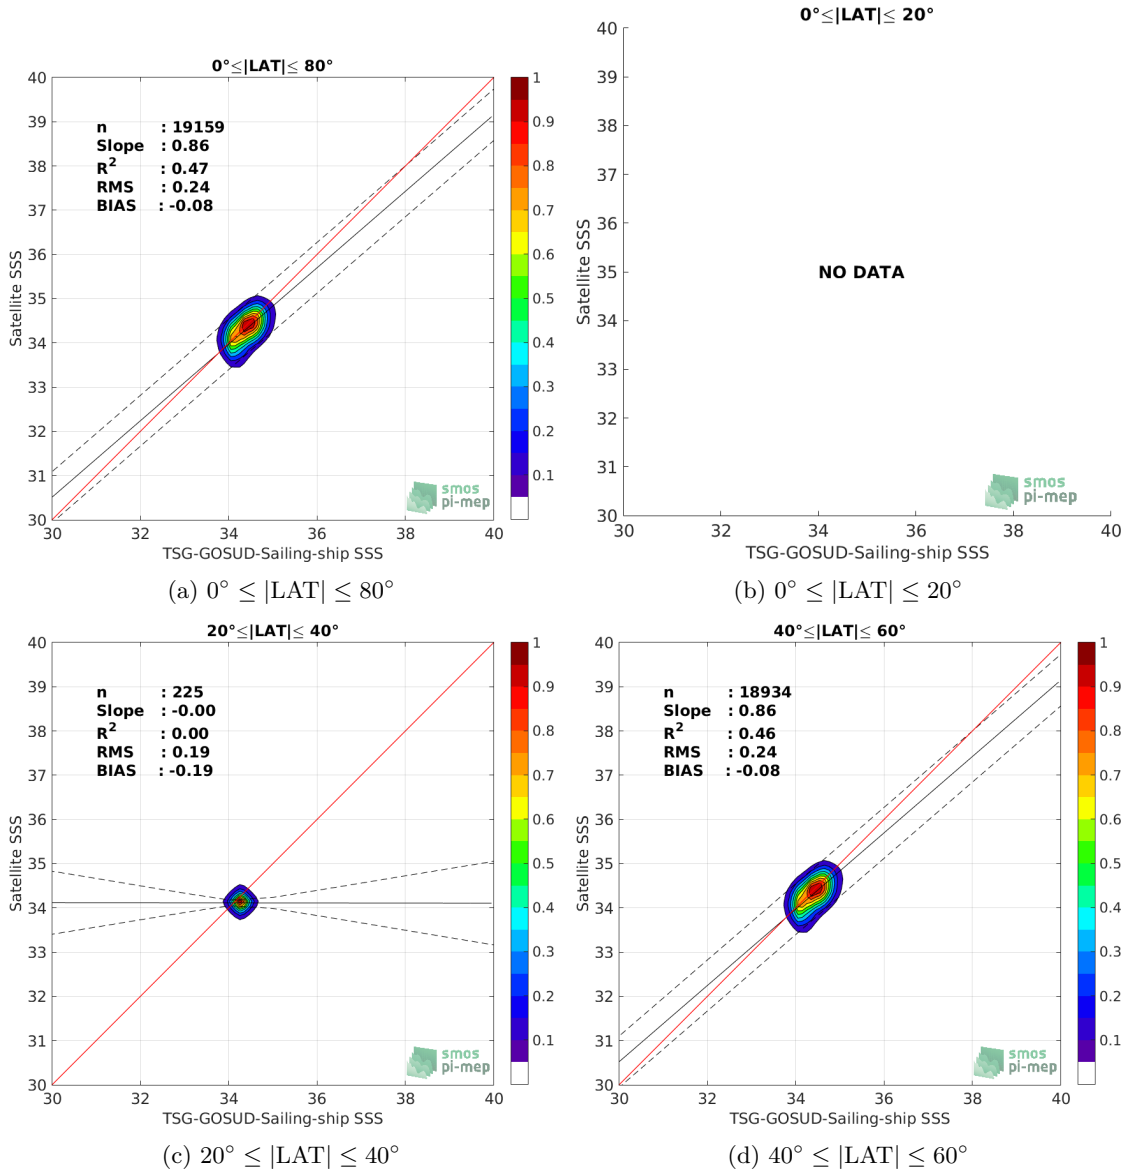 0°≤|LAT|≤ 80°
n : 19159
Slope : 0.86
R2 : 0.47
RMS : 0.24
BIAS : -0.08
Satellite SSS
40
39
38
37
36
35
34
33
32
31
30
30 32 34 36 38 40
TSG-GOSUD-Sailing-ship SSS
1
0.9
0.8
0.7
0.6
0.5
0.4
0.3
0.2
0.1
smos
pi-mep
(a) 0° ≤ |LAT| ≤ 80°
0°≤|LAT|≤ 20°
NO DATA
Satellite SSS
40
39
38
37
36
35
34
33
32
31
30
30 32 34 36 38 40
TSG-GOSUD-Sailing-ship SSS
smos
pi-mep
(b) 0° ≤ |LAT| ≤ 20°
20°≤|LAT|≤ 40°
n : 225
Slope : -0.00
R2 : 0.00
RMS : 0.19
BIAS : -0.19
Satellite SSS
40
39
38
37
36
35
34
33
32
31
30
30 32 34 36 38 40
TSG-GOSUD-Sailing-ship SSS
1
0.9
0.8
0.7
0.6
0.5
0.4
0.3
0.2
0.1
smos
pi-mep
(c) 20° ≤ |LAT| ≤ 40°
40°≤|LAT|≤ 60°
n : 18934
Slope : 0.86
R2 : 0.46
RMS : 0.24
BIAS : -0.08
Satellite SSS
40
39
38
37
36
35
34
33
32
31
30
30 32 34 36 38 40
TSG-GOSUD-Sailing-ship SSS
1
0.9
0.8
0.7
0.6
0.5
0.4
0.3
0.2
0.1
smos
pi-mep
(d) 40° ≤ |LAT| ≤ 60°